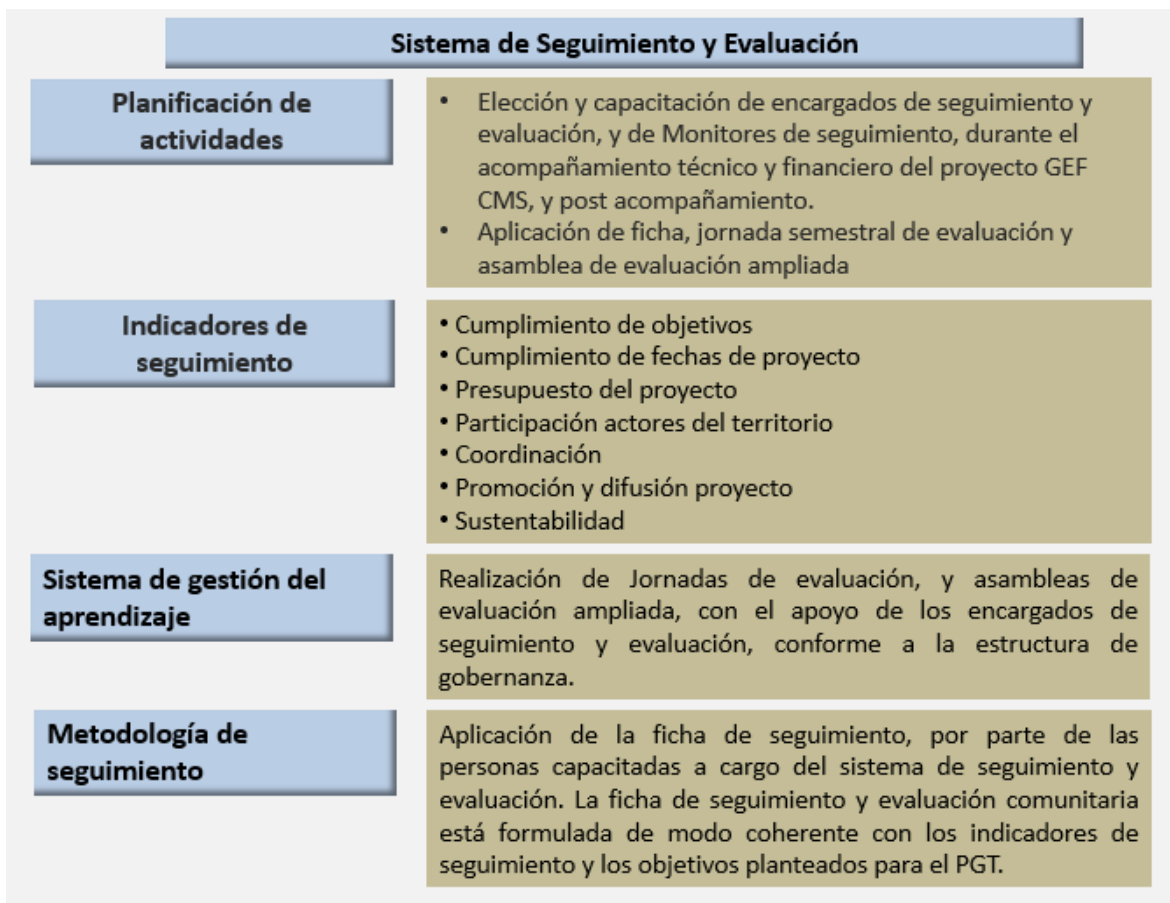 Sistema de Seguimiento y Evaluación
Planificación de
actividades
• Elección y capacitación de encargados de seguimiento y
evaluación, y de Monitores de seguimiento, durante el
acompañamiento técnico y financiero del proyecto GEF
CMS, y post acompañamiento.
• Aplicación de ficha, jornada semestral de evaluación y
asamblea de evaluación ampliada
Indicadores de
seguimiento
• Cumplimiento de objetivos
• Cumplimiento de fechas de proyecto
• Presupuesto del proyecto
• Participación actores del territorio
• Coordinación
• Promoción y difusión proyecto
• Sustentabilidad
Sistema de gestión del
aprendizaje
Realización de Jornadas de evaluación, y asambleas de
evaluación ampliada, con el apoyo de los encargados de
seguimiento y evaluación, conforme a la estructura de
gobernanza.
Metodología de
seguimiento
Aplicación de la ficha de seguimiento, por parte de las
personas capacitadas a cargo del sistema de seguimiento y
evaluación. La ficha de seguimiento y evaluación comunitaria
está formulada de modo coherente con los indicadores de
seguimiento y los objetivos planteados para el PGT.